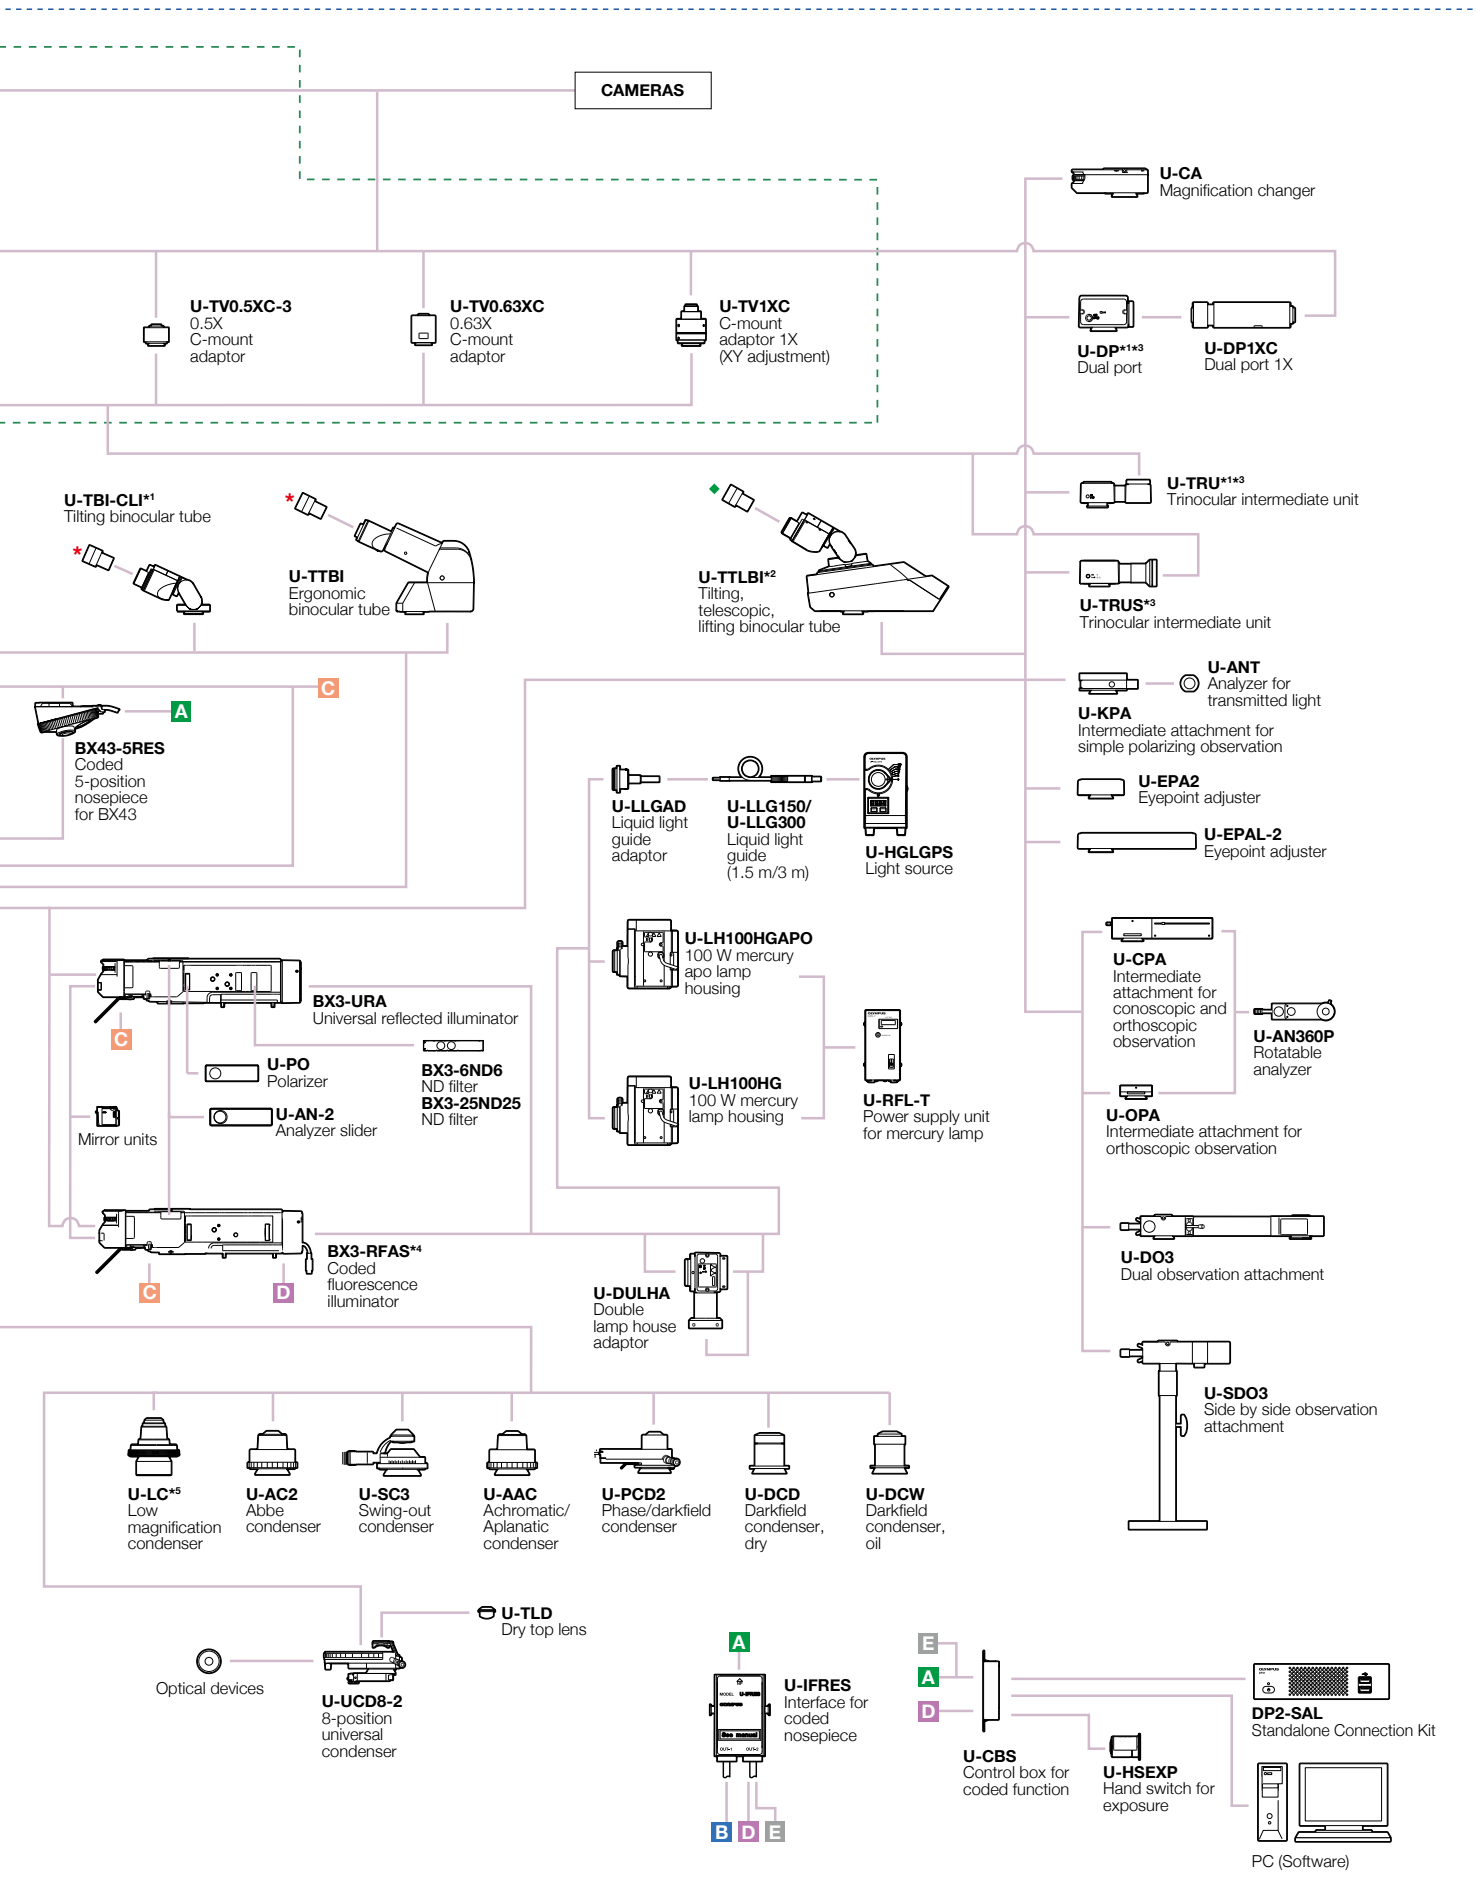 CAMERAS
U-CA
Magnification changer
U-TV0.5XC-3
0.5X
C-mount
adaptor
U-TV0.63XC
0.63X
C-mount
adaptor
U-TV1XC
C-mount
adaptor 1X
(XY adjustment)
U-DP*1*3
Dual port
U-DP1XC
Dual port 1X
U-TBI-CLI*1
Tilting binocular tube
*
*
U-TTBI
Ergonomic
binocular tube
U-TTLBI*2
Tilting,
telescopic,
lifting binocular tube
U-TRU*1*3
Trinocular intermediate unit
U-TRUS*3
Trinocular intermediate unit
C
A
BX43-5RES
Coded
5-position
nosepiece
for BX43
U-ANT
Analyzer for
transmitted light
U-KPA
Intermediate attachment for
simple polarizing observation
U-EPA2
Eyepoint adjuster
U-EPAL-2
Eyepoint adjuster
U-LLGAD
Liquid light
guide
adaptor
U-LLG150/
U-LLG300
Liquid light
guide
(1.5 m/3 m)
OLYMPUS
U-HGLGPS
Light source
U-LH100HGAPO
100 W mercury
apo lamp
housing
U-LH100HG
100 W mercury
lamp housing
OLYMPUS
U-RFL-T
Power supply unit
for mercury lamp
BX3-URA
Universal reflected illuminator
C
U-PO
Polarizer
U-AN-2
Analyzer slider
BX3-6ND6
ND filter
BX3-25ND25
ND filter
Mirror units
BX3-RFAS*4
Coded
fluorescence
illuminator
C
D
U-DULHA
Double
lamp house
adaptor
U-CPA
Intermediate
attachment for
conoscopic and
orthoscopic
observation
U-AN360P
Rotatable
analyzer
U-OPA
Intermediate attachment for
orthoscopic observation
U-DO3
Dual observation attachment
U-SDO3
Side by side observation
attachment
U-LC*5
Low
magnification
condenser
U-AC2
Abbe
condenser
U-SC3
Swing-out
condenser
U-AAC
Achromatic/
Aplanatic
condenser
U-PCD2
Phase/darkfield
condenser
U-DCD
Darkfield
condenser,
dry
U-DCW
Darkfield
condenser,
oil
U-TLD
Dry top lens
Optical devices
U-UCD8-2
8-position
universal
condenser
A
MODEL U-IFRES
OLYMPUS
See manual
OUT-1 OUT-2
U-IFRES
Interface for
coded
nosepiece
B D E
E
A
D
U-CBS
Control box for
coded function
U-HSEXP
Hand switch for
exposure
OLYMPUS
DP2-SAL
Standalone Connection Kit
PC (Software)